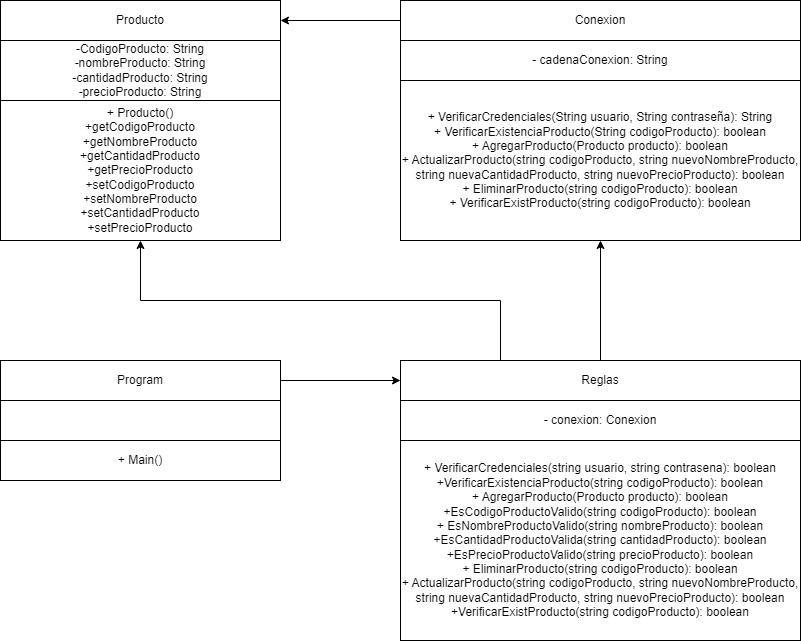 Producto
-CodigoProducto: String
-nombreProducto: String
-cantidadProducto: String
-precioProducto: String
+ Producto()
+getCodigoProducto
+getNombreProducto
+getCantidadProducto
+getPrecioProducto
+setCodigoProducto
+setNombreProducto
+setCantidadProducto
+setPrecioProducto
Conexion
- cadenaConexion: String
+ VerificarCredenciales(String usuario, String contraseña): String
+ VerificarExistenciaProducto(String codigoProducto): boolean
+ AgregarProducto(Producto producto): boolean
+ ActualizarProducto(string codigoProducto, string nuevoNombreProducto,
string nuevaCantidadProducto, string nuevoPrecioProducto): boolean
+ EliminarProducto(string codigoProducto): boolean
+ VerificarExistProducto(string codigoProducto): boolean
Program
+ Main()
Reglas
- conexion: Conexion
+ VerificarCredenciales(string usuario, string contrasena): boolean
+VerificarExistenciaProducto(string codigoProducto): boolean
+ AgregarProducto(Producto producto): boolean
+EsCodigoProductoValido(string codigoProducto): boolean
+ EsNombreProductoValido(string nombreProducto): boolean
+EsCantidadProductoValida(string cantidadProducto): boolean
+EsPrecioProductoValido(string precioProducto): boolean
+ EliminarProducto(string codigoProducto): boolean
+ ActualizarProducto(string codigoProducto, string nuevoNombreProducto,
string nuevaCantidadProducto, string nuevoPrecioProducto): boolean
+VerificarExistProducto(string codigoProducto): boolean